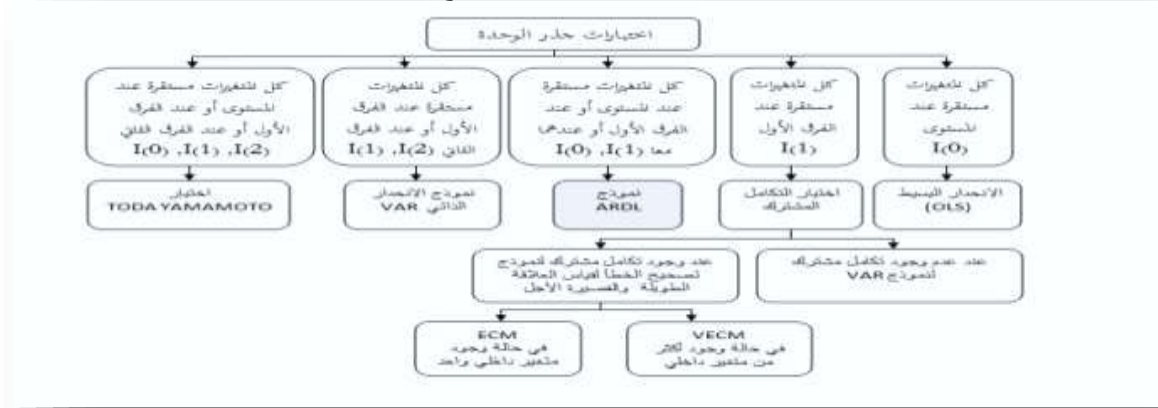 اختبارات جذر الوحدة
كل المتغيرات مستقرة عند
المستوى
I(0)
كل المتغيرات
مستقرة عند
الفرق الأول
I(1)
كل المتغيرات مستقرة
عند المستوى أو عند
الفرق الأول أو عندهما
معا I(0) ,I(1)
كل المتغيرات
مستقرة عند الفرق
الأول أو عند الفرق
الثاني I(1) ,I(2)
كل المتغيرات مستقرة عند
المستوى أو عند الفرق
الأول أو عند الفرق الثاني
I(0) ,I(1) ,I(2)
الانحدار البسيط
(OLS)
اختبار التكامل
المشترك
نموذج
ARDL
نموذج الانحدار
الذاتي VAR
اختبار
TODA YAMAMOTO
عند عدم وجود تكامل مشترك
نموذج VAR
عند وجود تكامل مشترك نموذج
تصحيح الخطأ لقياس العلاقة
الطويلة والقصيرة الأجل
VECM
في حالة وجود أكثر
من متغير داخلي
ECM
في حالة وجود
متغير داخلي واحد